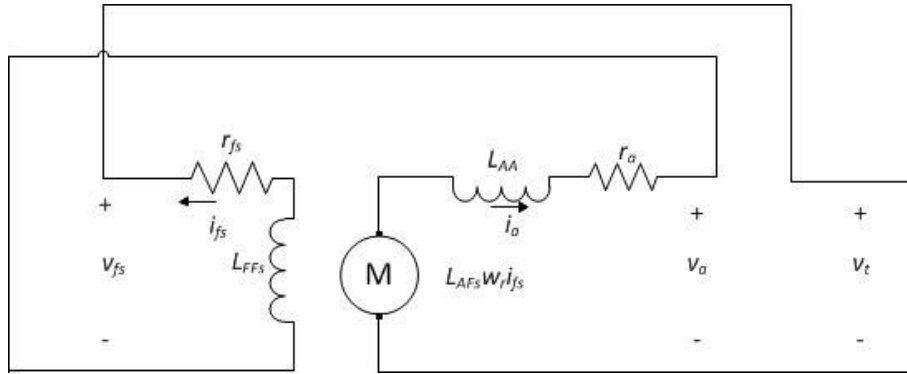 r_fs
L_AA
r_a
+
i_fs
i_a
+
+
v_fs
L_FFs
M
L_AFs w_r i_fs
v_a
v_t
-
-
-